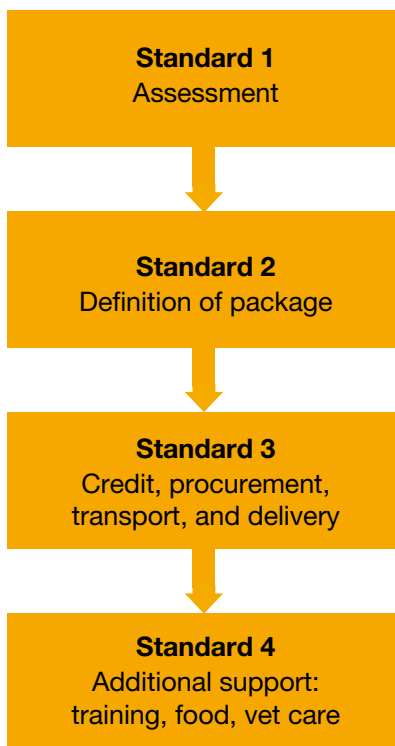 Standard 1
Assessment
Standard 2
Definition of package
Standard 3
Credit, procurement,
transport, and delivery
Standard 4
Additional support:
training, food, vet care